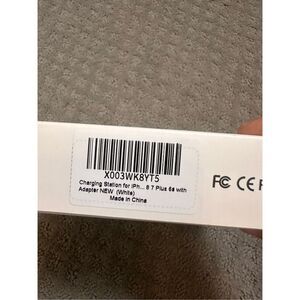 X003WK8YT5
Charging Station for iPh... 8 7 Plus 6s with
Adapter NEW (White)
Made in China
FC CE